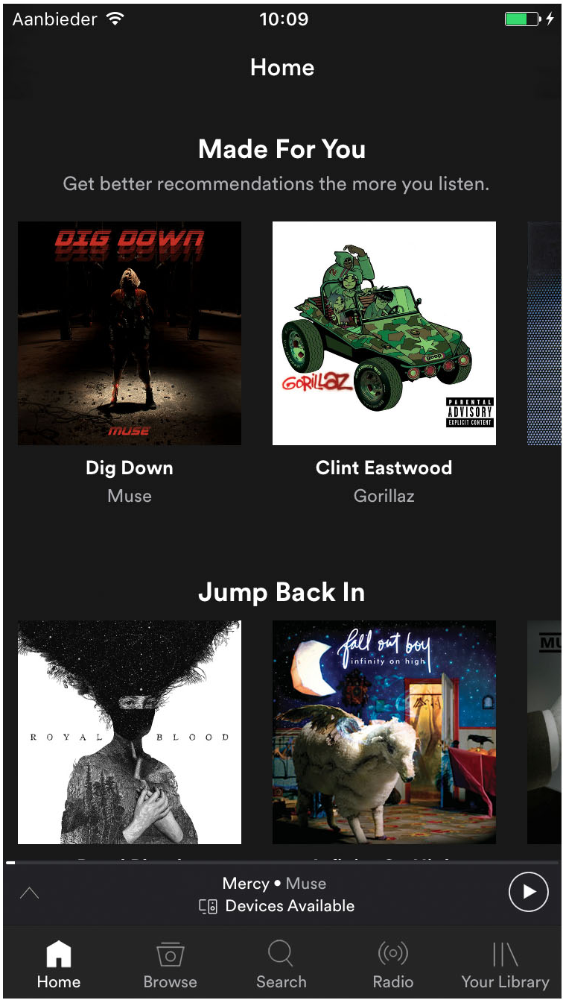 Aanbieder 10:09
Home
Made For You
Get better recommendations the more you listen.
DIG DOWN
MUSE
GORILLAZ
goop
PARENTAL
ADVISORY
EXPLICIT CONTENT
Dig Down
Muse
Clint Eastwood
Gorillaz
Jump Back In
ROYAL BLOOD
fall out boy
infinity on high
MU
Mercy • Muse
Devices Available
Home Browse Search Radio Your Library